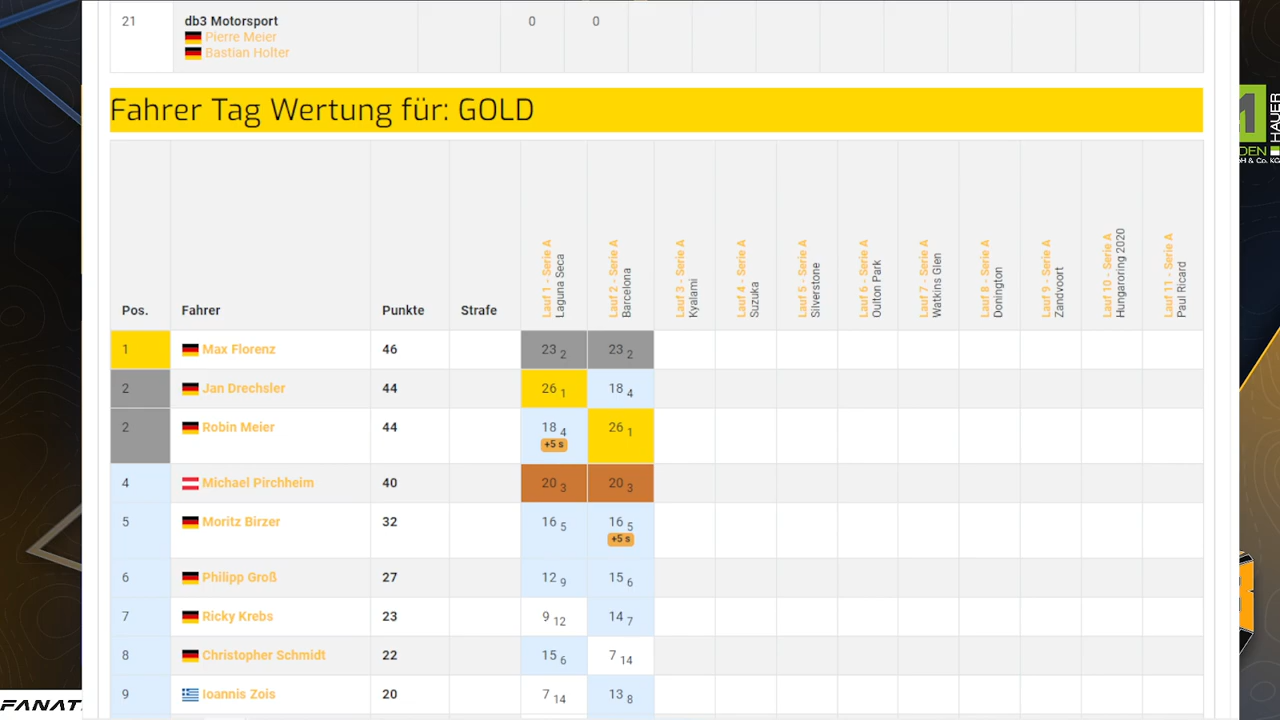 21 db3 Motorsport 0 0
Pierre Meier
Bastian Holter
Fahrer Tag Wertung für: GOLD
Pos. Fahrer Punkte Strafe
Lauf 1 - Serie A
Laguna Seca
Lauf 2 - Serie A
Barcelona
Lauf 3 - Serie A
Kyalami
Lauf 4 - Serie A
Suzuka
Lauf 5 - Serie A
Silverstone
Lauf 6 - Serie A
Oulton Park
Lauf 7 - Serie A
Watkins Glen
Lauf 8 - Serie A
Donington
Lauf 9 - Serie A
Zandvoort
Lauf 10 - Serie A
Hungaroring 2020
Lauf 11 - Serie A
Paul Ricard
1 Max Florenz 46 23 2 23 2
2 Jan Drechsler 44 26 1 18 4
2 Robin Meier 44 18 4 26 1
+5 s
4 Michael Pirchheim 40 20 3 20 3
5 Moritz Birzer 32 16 5 16 5
+5 s
6 Philipp Groß 27 12 9 15 6
7 Ricky Krebs 23 9 12 14 7
8 Christopher Schmidt 22 15 6 7 14
9 Ioannis Zois 20 7 14 13 8
FANAT
HAUER
DEN
H & Co. KG